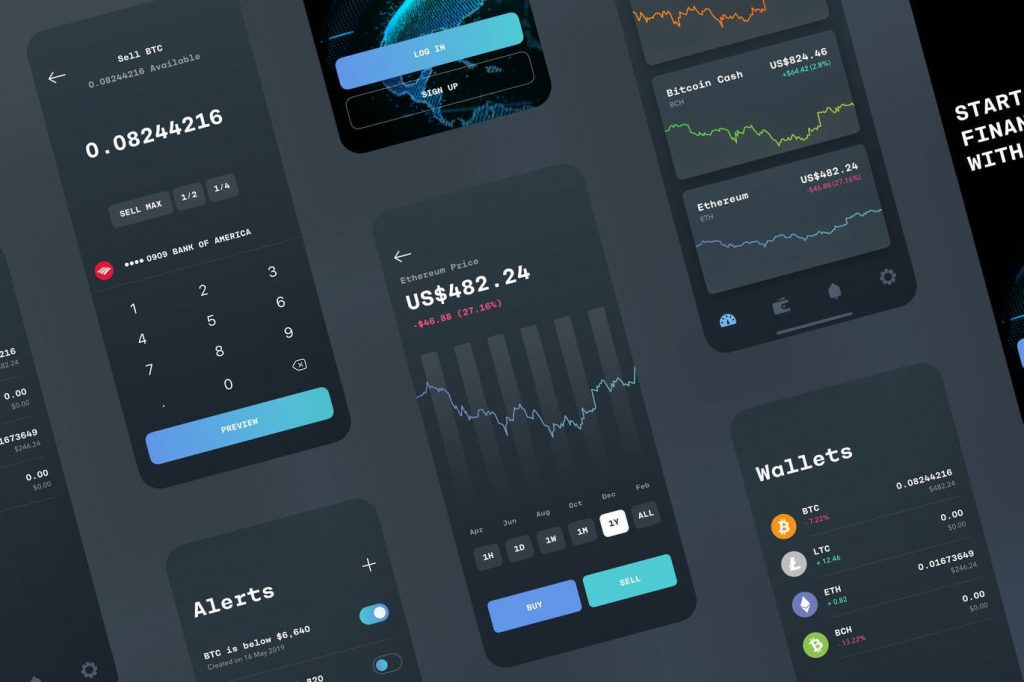 Sell BTC
0.08244216 Available
0.08244216
SELL MAX
1/2
1/4
•••• 0909 BANK OF AMERICA
1
2
3
4
5
6
7
8
9
.
0
PREVIEW
LOG IN
SIGN UP
Bitcoin Cash
BCH
US$824.46
+$64.42 (2.8%)
Ethereum
ETH
US$482.24
-$46.88 (27.16%)
START
FINAN
WITH
Ethereum Price
US$482.24
-$46.88 (27.16%)
Apr
Jun
Aug
Oct
Dec
Feb
1H
1D
1W
1M
1Y
ALL
BUY
SELL
Alerts
BTC is below $6,640
Created on 16 May 2019
820
Wallets
BTC
- 7.22%
0.08244216
$482.24
LTC
+ 12.46
0.00
$0.00
ETH
+ 0.82
0.01673649
$246.24
BCH
- 13.22%
0.00
$0.00
216
482.24
0.00
$0.00
1673649
$246.24
0.00
$0.00